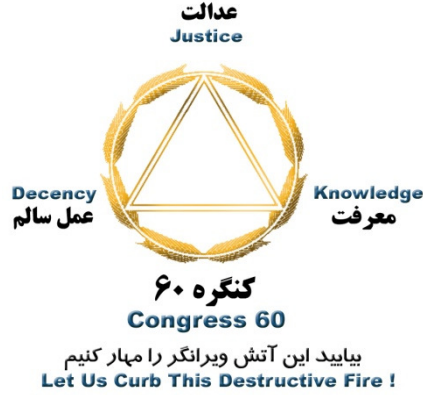 عدالت
Justice
Decency
عمل سالم
Knowledge
معرفت
کنگره ۶۰
Congress 60
بیایید این آتش ویرانگر را مهار کنیم
Let Us Curb This Destructive Fire !